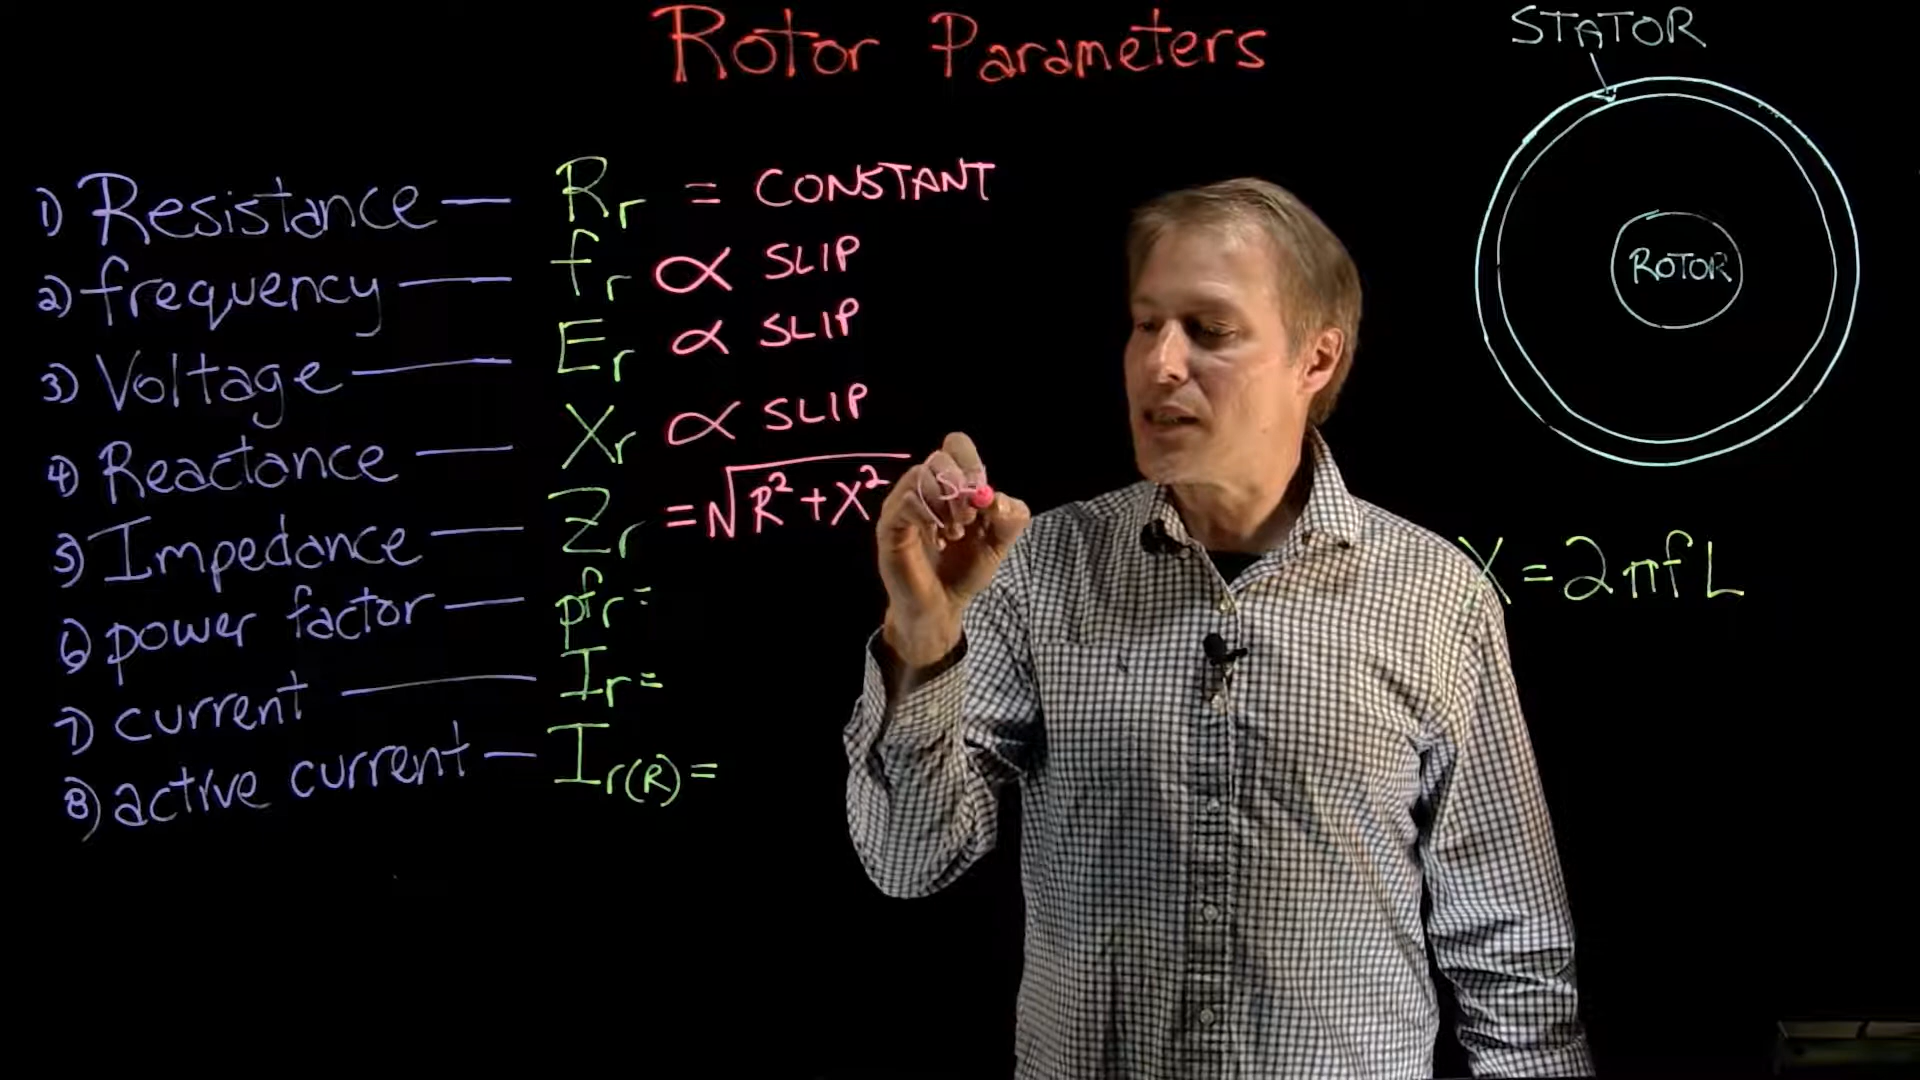 Rotor Parameters
STATOR
ROTOR
1) Resistance — Rr = CONSTANT
2) frequency — fr ∝ SLIP
3) Voltage — Er ∝ SLIP
4) Reactance — Xr ∝ SLIP
5) Impedance — Zr = √R²+X²
6) power factor — pfr =
7) current — Ir =
8) active current — Ir(R) =
X = 2πfL